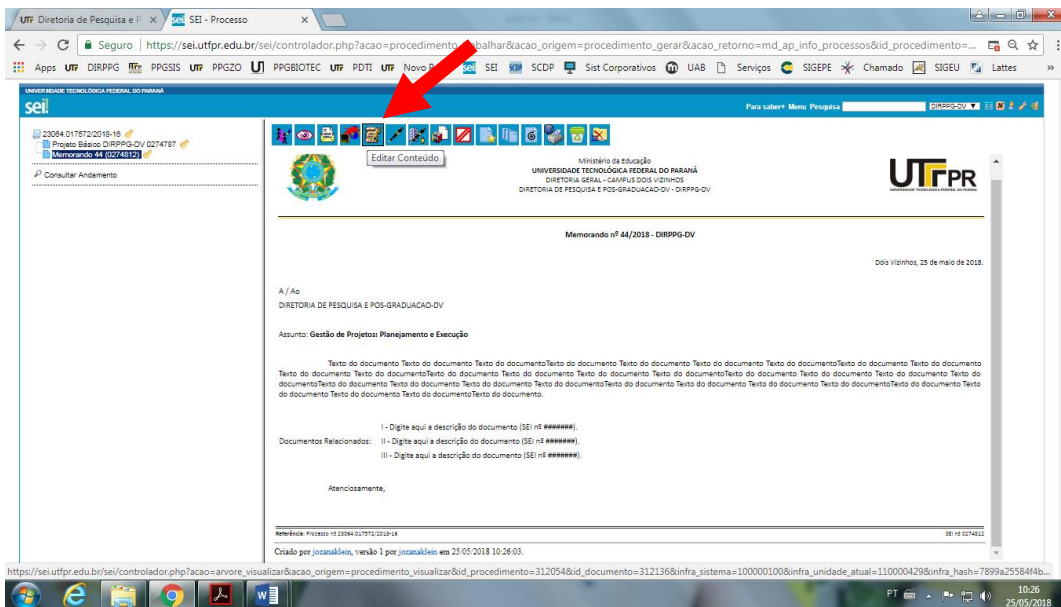 UTF Diretoria de Pesquisa e P
sei. SEI - Processo
Seguro https://sei.utfpr.edu.br/sei/controlador.php?acao=procedimento_ abalhar&acao_origem=procedimento_gerar&acao_retorno=md_ap_info_processos&id_procedimento=...
Apps UTF DIRPPG PPGSIS UTF PPGZO PPGBIOTEC UTF PDTI UTF Novo sei SEI SCDP SCDP Sist Corporativos UAB Serviços SIGEPE Chamado SIGEU Lattes »
UNIVERSIDADE TECNOLÓGICA FEDERAL DO PARANÁ
sei!
Para saber+ Menu Pesquisa DIRPPG-DV
23064.017572/2018-16
Projeto Básico DIRPPG-DV 0274787
Memorando 44 (0274812)
Consultar Andamento
Editar Conteúdo
Ministério da Educação
UNIVERSIDADE TECNOLÓGICA FEDERAL DO PARANÁ
DIRETORIA GERAL - CAMPUS DOIS VIZINHOS
DIRETORIA DE PESQUISA E POS-GRADUACAO-DV - DIRPPG-DV
UTFPR
UNIVERSIDADE TECNOLÓGICA FEDERAL DO PARANÁ
Memorando nº 44/2018 - DIRPPG-DV
Dois Vizinhos, 25 de maio de 2018.
A / Ao
DIRETORIA DE PESQUISA E POS-GRADUACAO-DV
Assunto: Gestão de Projetos: Planejamento e Execução
Texto do documento Texto do documento Texto do documentoTexto do documento Texto do documento Texto do documento Texto do documentoTexto do documento Texto do documento
Texto do documento Texto do documentoTexto do documento Texto do documento Texto do documento Texto do documentoTexto do documento Texto do documento Texto do documento Texto do
documentoTexto do documento Texto do documento Texto do documento Texto do documentoTexto do documento Texto do documento Texto do documento Texto do documentoTexto do documento Texto
do documento Texto do documento Texto do documentoTexto do documento.
I - Digite aqui a descrição do documento (SEI nº #######).
Documentos Relacionados: II - Digite aqui a descrição do documento (SEI nº #######).
III - Digite aqui a descrição do documento (SEI nº #######).
Atenciosamente,
Referência: Processo nº 23064.017572/2018-16 SEI nº 0274812
Criado por jozanaklein, versão 1 por jozanaklein em 25/05/2018 10:26:03.
https://sei.utfpr.edu.br/sei/controlador.php?acao=arvore_visualizar&acao_origem=procedimento_visualizar&id_procedimento=312054&id_documento=312136&infra_sistema=100000100&infra_unidade_atual=110000429&infra_hash=7899a25584f4b...
PT 10:26
25/05/2018